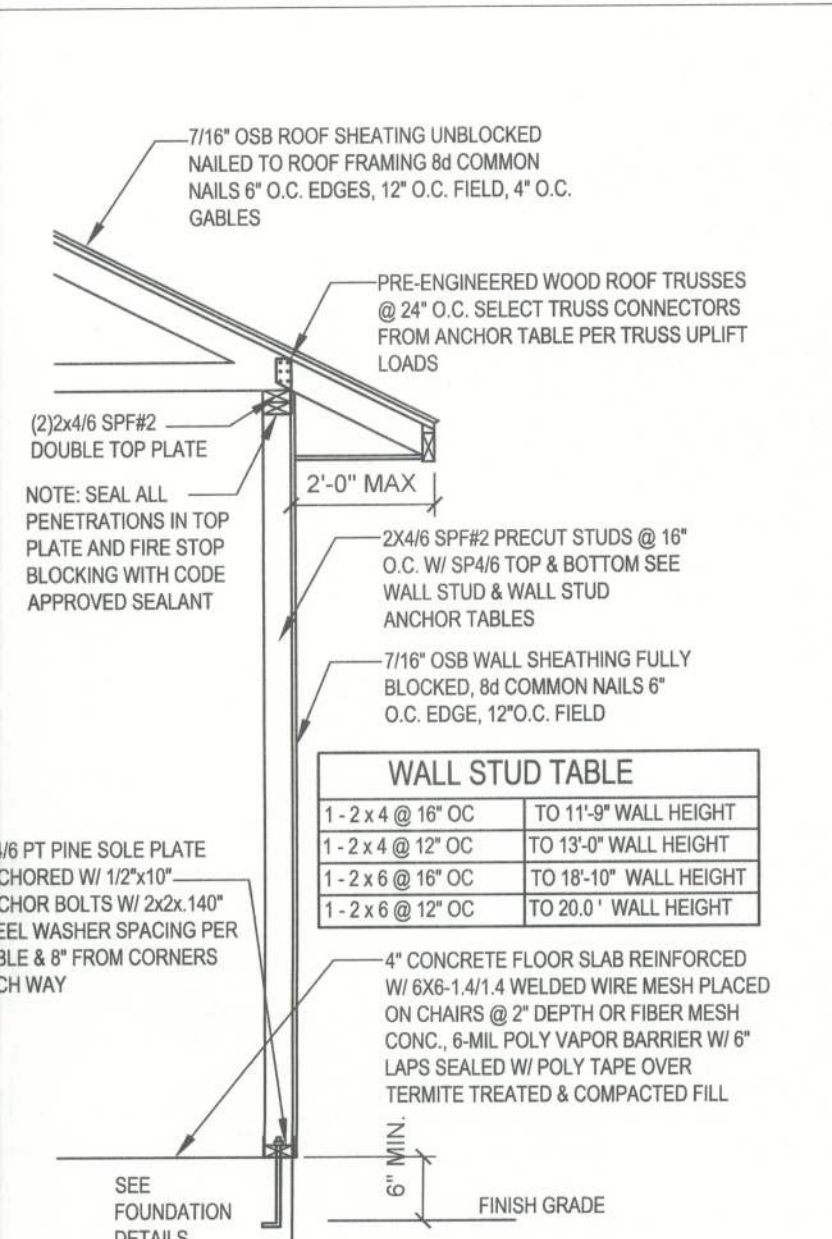 7/16" OSB ROOF SHEATING UNBLOCKED
NAILED TO ROOF FRAMING 8d COMMON
NAILS 6" O.C. EDGES, 12" O.C. FIELD, 4" O.C.
GABLES
PRE-ENGINEERED WOOD ROOF TRUSSES
@ 24" O.C. SELECT TRUSS CONNECTORS
FROM ANCHOR TABLE PER TRUSS UPLIFT
LOADS
(2)2x4/6 SPF#2
DOUBLE TOP PLATE
NOTE: SEAL ALL
PENETRATIONS IN TOP
PLATE AND FIRE STOP
BLOCKING WITH CODE
APPROVED SEALANT
2'-0" MAX
2X4/6 SPF#2 PRECUT STUDS @ 16"
O.C. W/ SP4/6 TOP & BOTTOM SEE
WALL STUD & WALL STUD
ANCHOR TABLES
7/16" OSB WALL SHEATHING FULLY
BLOCKED, 8d COMMON NAILS 6"
O.C. EDGE, 12"O.C. FIELD
WALL STUD TABLE
1 - 2 x 4 @ 16" OC TO 11'-9" WALL HEIGHT
1 - 2 x 4 @ 12" OC TO 13'-0" WALL HEIGHT
1 - 2 x 6 @ 16" OC TO 18'-10" WALL HEIGHT
1 - 2 x 6 @ 12" OC TO 20.0 ' WALL HEIGHT
/6 PT PINE SOLE PLATE
CHORED W/ 1/2"x10"
CHOR BOLTS W/ 2x2x.140"
EEL WASHER SPACING PER
BLE & 8" FROM CORNERS
CH WAY
4" CONCRETE FLOOR SLAB REINFORCED
W/ 6X6-1.4/1.4 WELDED WIRE MESH PLACED
ON CHAIRS @ 2" DEPTH OR FIBER MESH
CONC., 6-MIL POLY VAPOR BARRIER W/ 6"
LAPS SEALED W/ POLY TAPE OVER
TERMITE TREATED & COMPACTED FILL
6" MIN.
SEE
FOUNDATION
DETAILS
FINISH GRADE